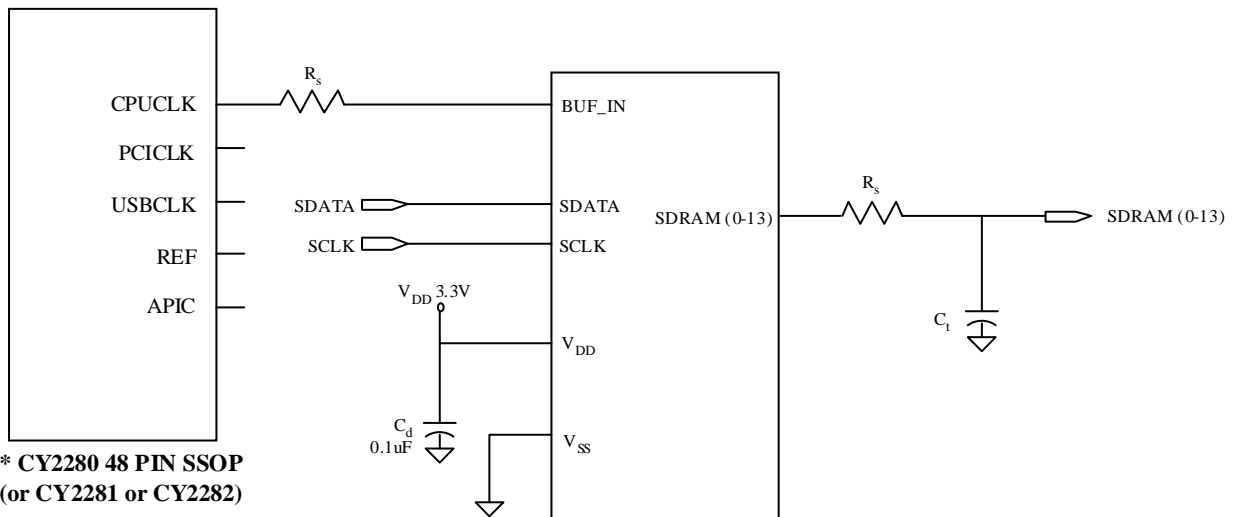 CPUCLK
PCICLK
USBCLK
REF
APIC
* CY2280 48 PIN SSOP
(or CY2281 or CY2282)
Rs
SDATA
SCLK
VDD 3.3V
Cd
0.1uF
BUF_IN
SDATA
SCLK
VDD
VSS
SDRAM (0-13)
Rs
SDRAM (0-13)
Ct